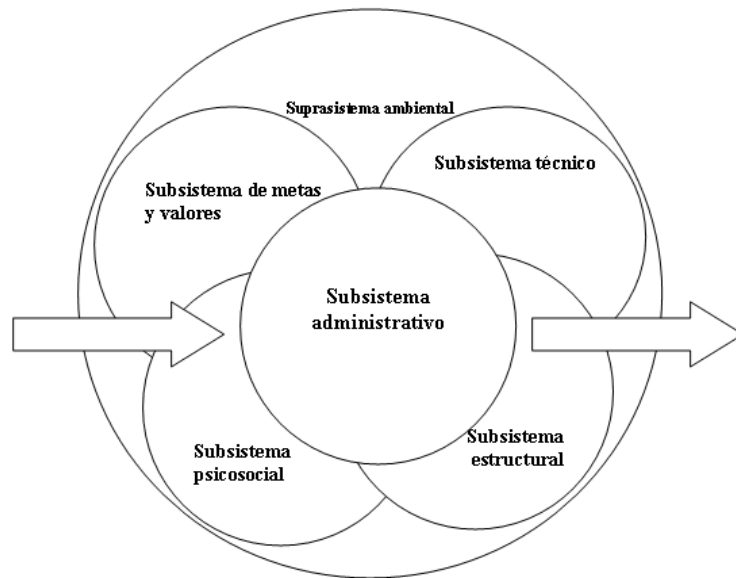 Suprasistema ambiental
Subsistema técnico
Subsistema de metas
y valores
Subsistema
administrativo
Subsistema
estructural
Subsistema
psicosocial